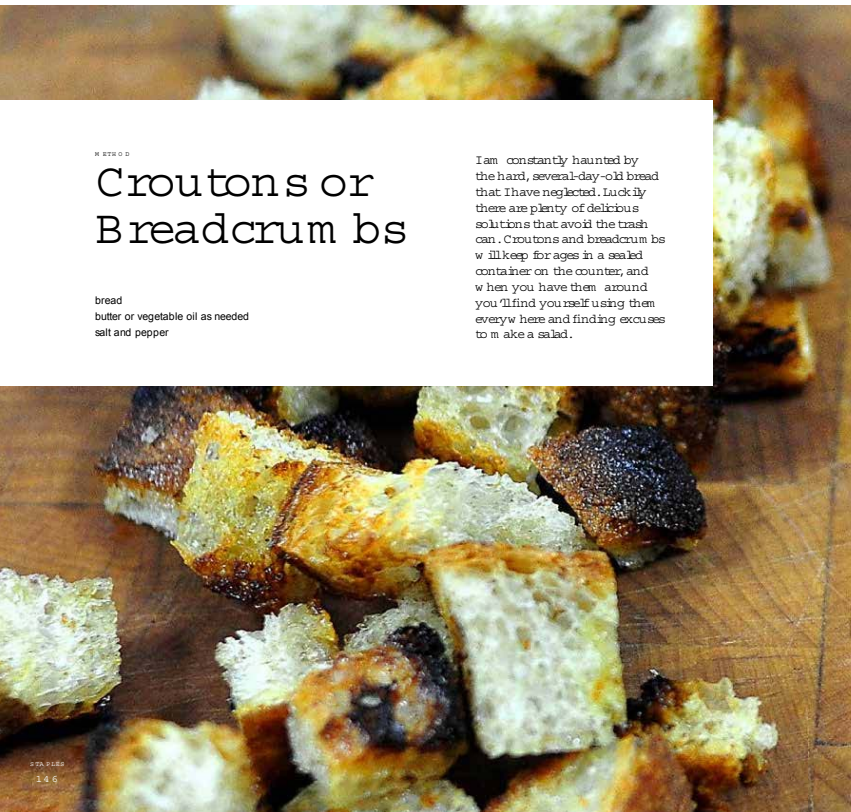 METHOD
Croutons or
Breadcrumbs
bread
butter or vegetable oil as needed
salt and pepper
I am constantly haunted by
the hard, several-day-old bread
that I have neglected. Luckily
there are plenty of delicious
solutions that avoid the trash
can. Croutons and breadcrumbs
will keep for ages in a sealed
container on the counter, and
when you have them around
you’ll find yourself using them
everywhere and finding excuses
to make a salad.
STAPLES
146